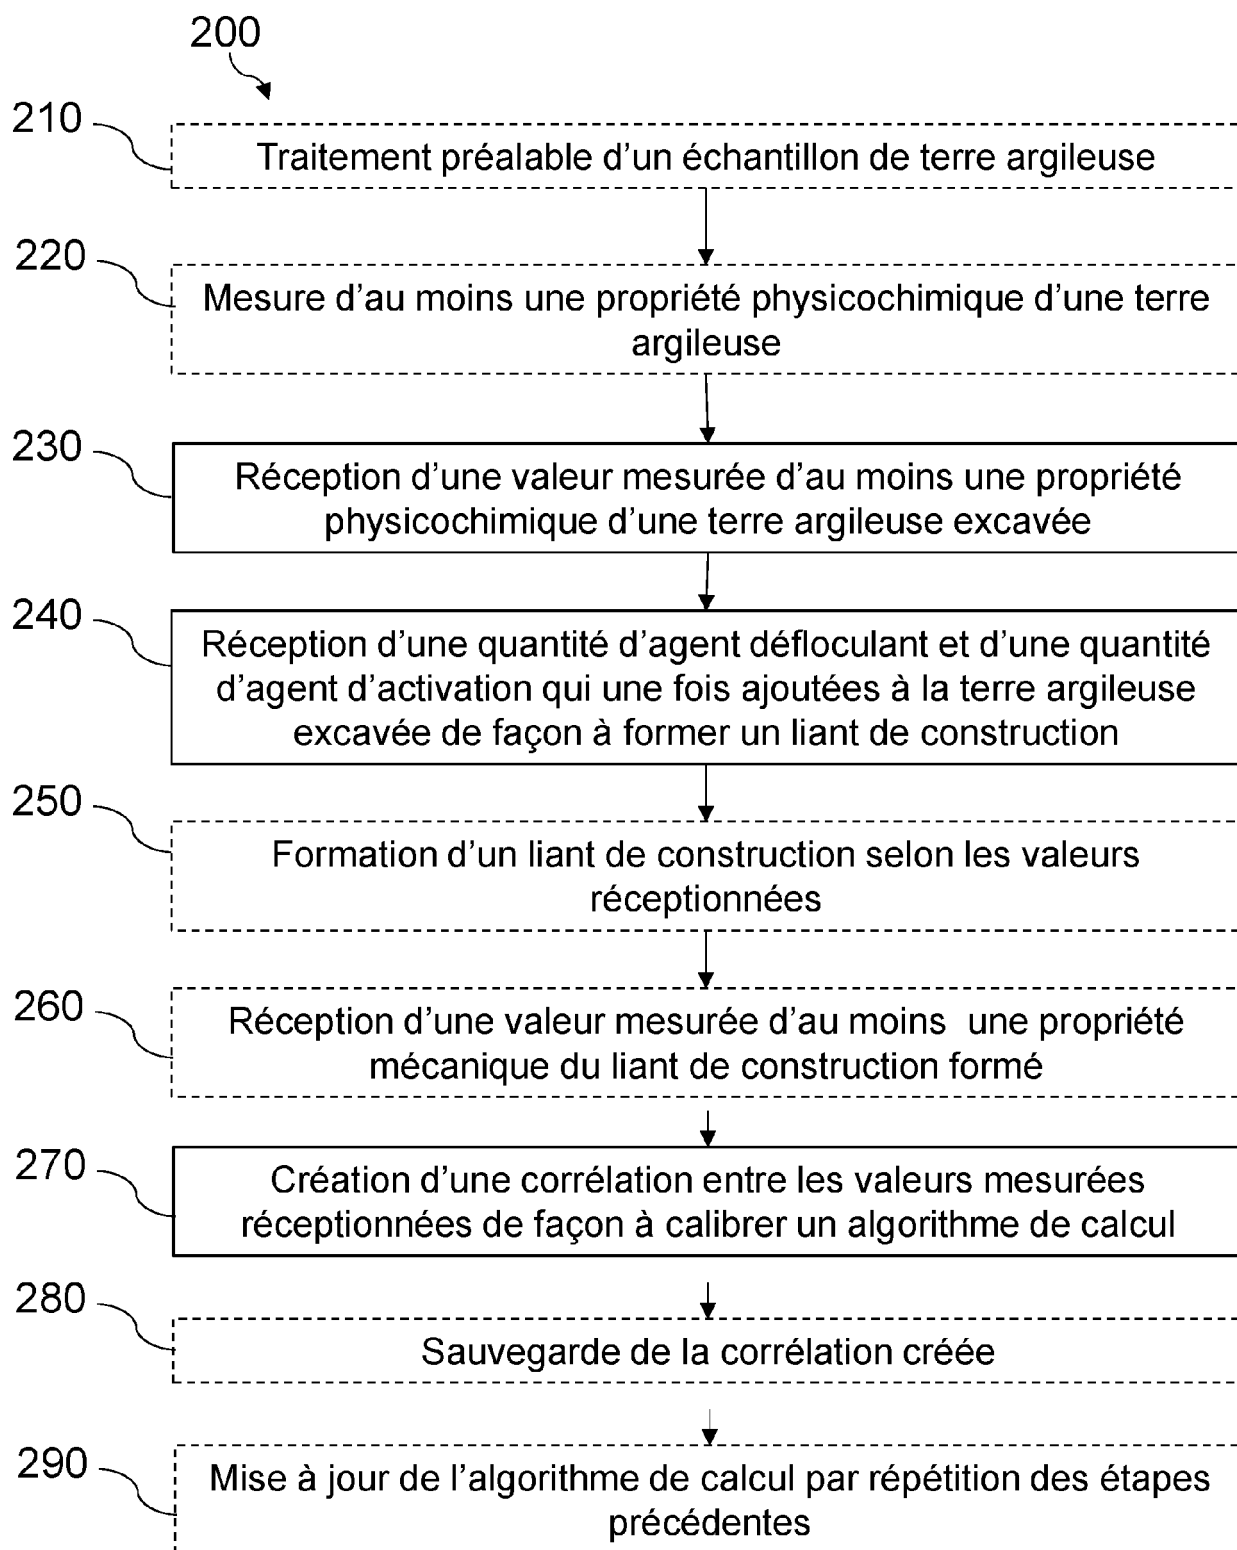 200
210
Traitement préalable d’un échantillon de terre argileuse
220
Mesure d’au moins une propriété physicochimique d’une terre
argileuse
230
Réception d’une valeur mesurée d’au moins une propriété
physicochimique d’une terre argileuse excavée
240
Réception d’une quantité d’agent défloculant et d’une quantité
d’agent d’activation qui une fois ajoutées à la terre argileuse
excavée de façon à former un liant de construction
250
Formation d’un liant de construction selon les valeurs
réceptionnées
260
Réception d’une valeur mesurée d’au moins une propriété
mécanique du liant de construction formé
270
Création d’une corrélation entre les valeurs mesurées
réceptionnées de façon à calibrer un algorithme de calcul
280
Sauvegarde de la corrélation créée
290
Mise à jour de l’algorithme de calcul par répétition des étapes
précédentes